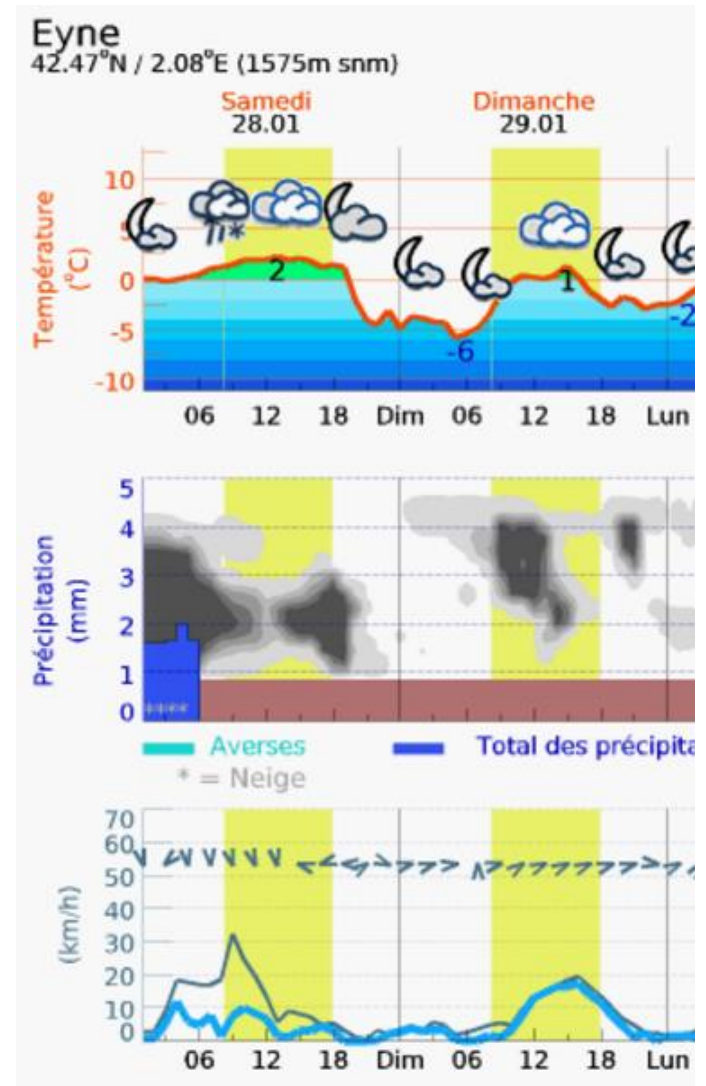 Eyne
42.47°N / 2.08°E (1575m snm)
Samedi Dimanche
28.01 29.01
Température
(°C)
10
5
0
-5
-10
2
-6
1
-2
06 12 18 Dim 06 12 18 Lun
Précipitation
(mm)
5
4
3
2
1
0
****
Averses Total des précipita
* = Neige
(km/h)
70
60
50
40
30
20
10
0
06 12 18 Dim 06 12 18 Lun